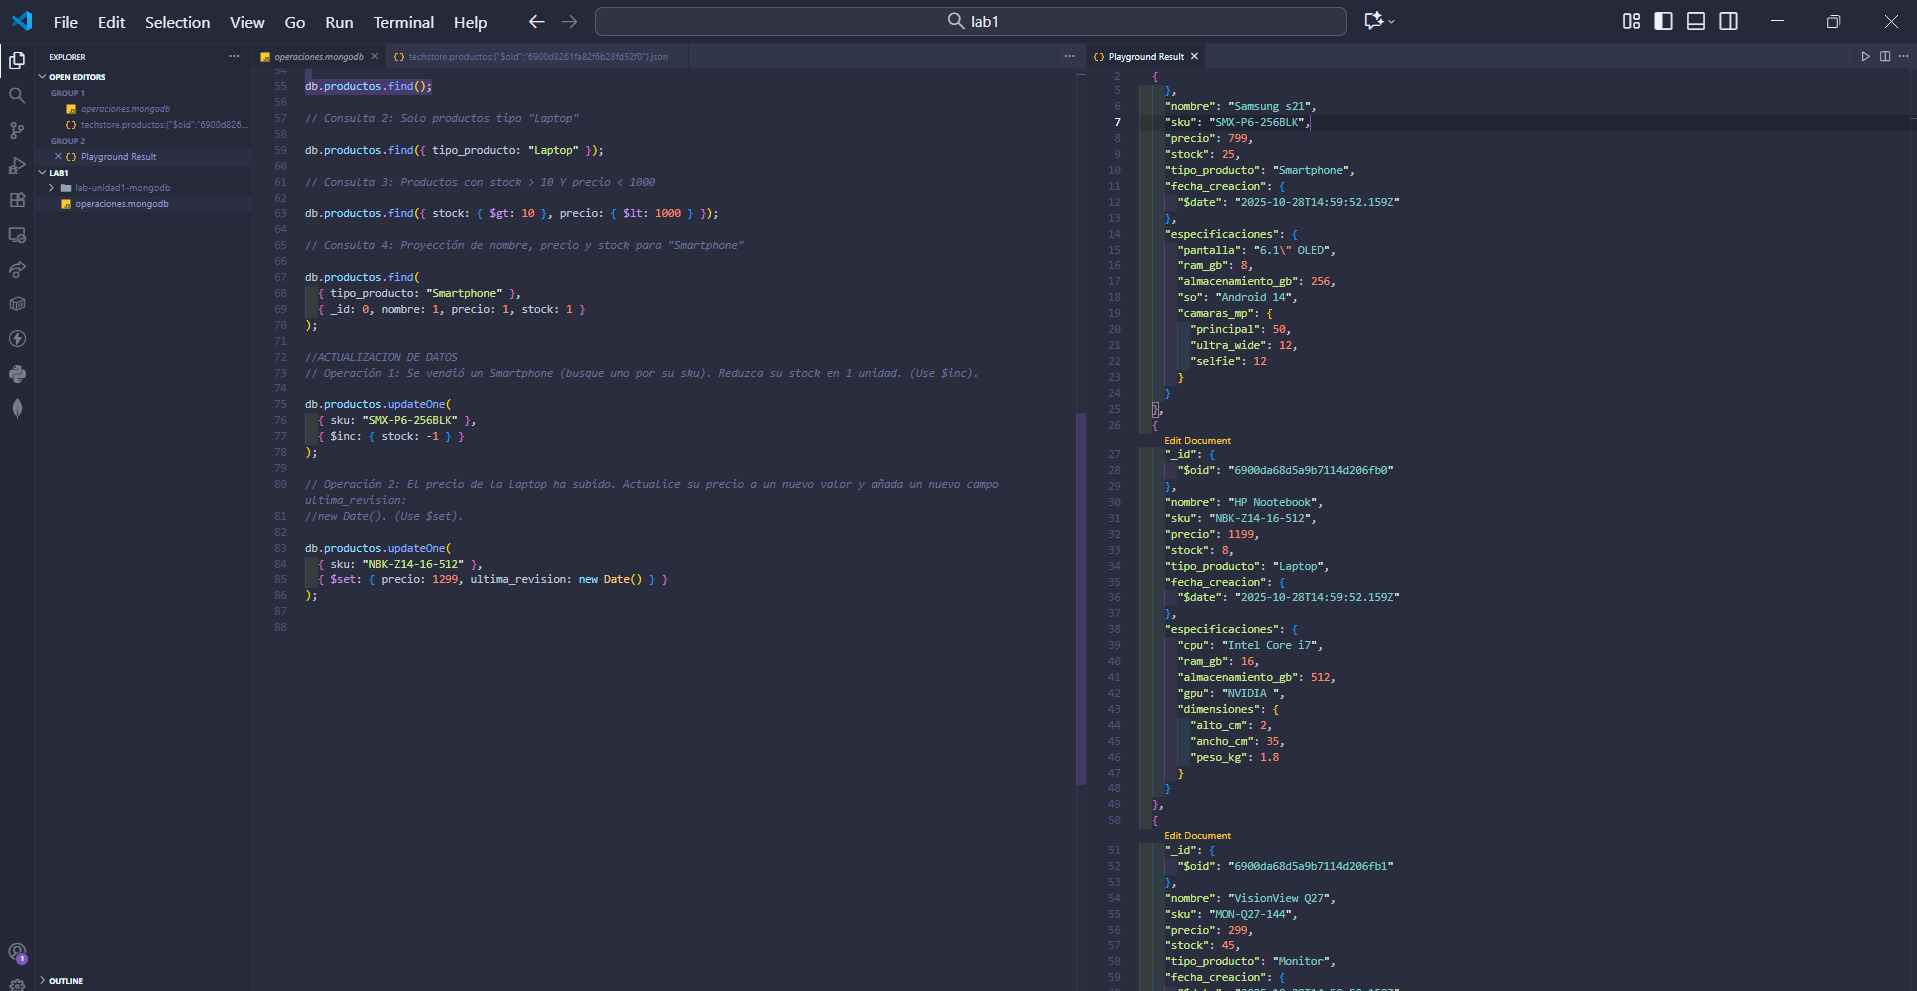 File Edit Selection View Go Run Terminal Help
lab1
EXPLORER
OPEN EDITORS
GROUP 1
operaciones.mongodb
techstore.productos:{"$oid":"6900d826...
GROUP 2
Playground Result
LAB1
lab-unidad1-mongodb
operaciones.mongodb
OUTLINE
1
operaciones.mongodb
techstore.productos:{"$oid":"6900d8261fa82f6b28fd52f0"}.json
54
55 db.productos.find();
56
57 // Consulta 2: Solo productos tipo "Laptop"
58
59 db.productos.find({ tipo_producto: "Laptop" });
60
61 // Consulta 3: Productos con stock > 10 Y precio < 1000
62
63 db.productos.find({ stock: { $gt: 10 }, precio: { $lt: 1000 } });
64
65 // Consulta 4: Proyección de nombre, precio y stock para "Smartphone"
66
67 db.productos.find(
68 { tipo_producto: "Smartphone" },
69 { _id: 0, nombre: 1, precio: 1, stock: 1 }
70 );
71
72 //ACTUALIZACION DE DATOS
73 // Operación 1: Se vendió un Smartphone (busque uno por su sku). Reduzca su stock en 1 unidad. (Use $inc).
74
75 db.productos.updateOne(
76 { sku: "SMX-P6-256BLK" },
77 { $inc: { stock: -1 } }
78 );
79
80 // Operación 2: El precio de la Laptop ha subido. Actualice su precio a un nuevo valor y añada un nuevo campo
ultima_revision:
81 //new Date(). (Use $set).
82
83 db.productos.updateOne(
84 { sku: "NBK-Z14-16-512" },
85 { $set: { precio: 1299, ultima_revision: new Date() } }
86 );
87
88
Playground Result
2 {
5 },
6 "nombre": "Samsung s21",
7 "sku": "SMX-P6-256BLK",
8 "precio": 799,
9 "stock": 25,
10 "tipo_producto": "Smartphone",
11 "fecha_creacion": {
12 "$date": "2025-10-28T14:59:52.159Z"
13 },
14 "especificaciones": {
15 "pantalla": "6.1\" OLED",
16 "ram_gb": 8,
17 "almacenamiento_gb": 256,
18 "so": "Android 14",
19 "camaras_mp": {
20 "principal": 50,
21 "ultra_wide": 12,
22 "selfie": 12
23 }
24 }
25 },
26 {
Edit Document
27 "_id": {
28 "$oid": "6900da68d5a9b7114d206fb0"
29 },
30 "nombre": "HP Nootebook",
31 "sku": "NBK-Z14-16-512",
32 "precio": 1199,
33 "stock": 8,
34 "tipo_producto": "Laptop",
35 "fecha_creacion": {
36 "$date": "2025-10-28T14:59:52.159Z"
37 },
38 "especificaciones": {
39 "cpu": "Intel Core i7",
40 "ram_gb": 16,
41 "almacenamiento_gb": 512,
42 "gpu": "NVIDIA ",
43 "dimensiones": {
44 "alto_cm": 2,
45 "ancho_cm": 35,
46 "peso_kg": 1.8
47 }
48 }
49 },
50 {
Edit Document
51 "_id": {
52 "$oid": "6900da68d5a9b7114d206fb1"
53 },
54 "nombre": "VisionView Q27",
55 "sku": "MON-Q27-144",
56 "precio": 299,
57 "stock": 45,
58 "tipo_producto": "Monitor",
59 "fecha_creacion": {